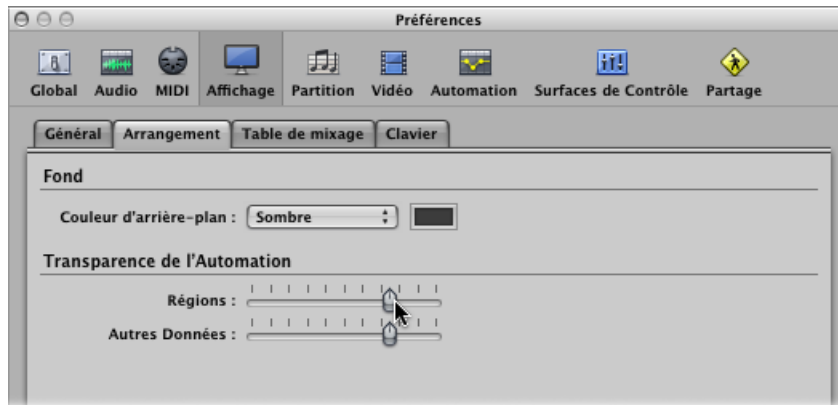 Préférences
Global Audio MIDI Affichage Partition Vidéo Automation Surfaces de Contrôle Partage
Général Arrangement Table de mixage Clavier
Fond
Couleur d'arrière-plan : Sombre
Transparence de l'Automation
Régions :
Autres Données :